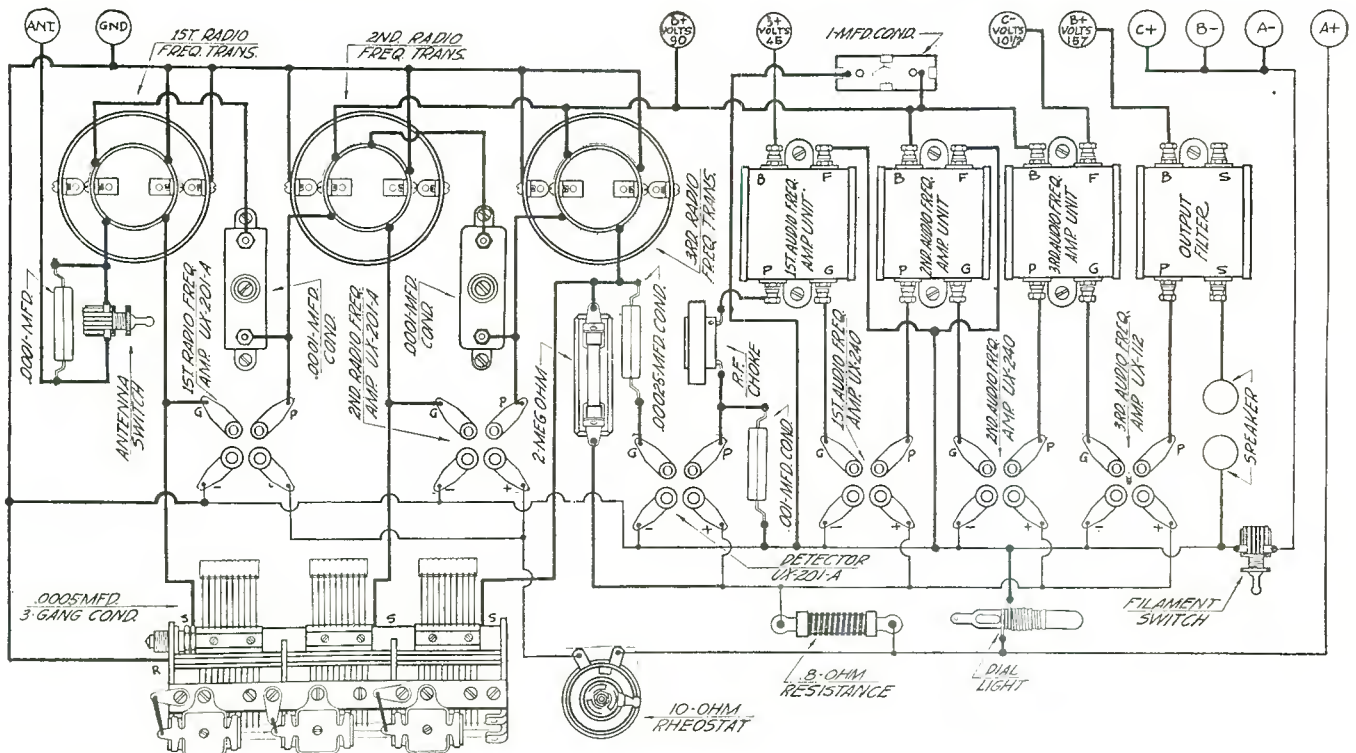 ANT.
GND
1ST. RADIO
FREQ. TRANS.
2ND. RADIO
FREQ. TRANS.
B+
VOLTS
90
B+
VOLTS
45
1-MFD. COND.
C-
VOLTS
10½
B+
VOLTS
157
C+
B-
A-
A+
3RD. RADIO
FREQ. TRANS.
B F
1ST. AUDIO FREQ.
AMP. UNIT
P G
B F
2ND. AUDIO FREQ.
AMP. UNIT
P G
B F
3RD. AUDIO FREQ.
AMP. UNIT
P G
B S
OUTPUT
FILTER
P S
.0001-MFD.
ANTENNA
SWITCH
1ST RADIO FREQ.
AMP. UX-201-A
.0001-MFD.
COND.
2ND. RADIO FREQ.
AMP. UX-201-A
.0001-MFD.
COND.
2-MEG OHM
.00025-MFD. COND.
R.F.
CHOKE
.001-MFD. COND.
1ST. AUDIO FREQ.
AMP. UX-240
2ND. AUDIO FREQ.
AMP. UX-240
3RD. AUDIO FREQ.
AMP. UX-112
SPEAKER
G P
-
G P
- +
G P
- +
G P
- +
G P
- +
G P
- +
DETECTOR
UX-201-A
FILAMENT
SWITCH
.0005 MFD.
3-GANG COND.
S S S
R
10-OHM
RHEOSTAT
.8-OHM
RESISTANCE
DIAL
LIGHT